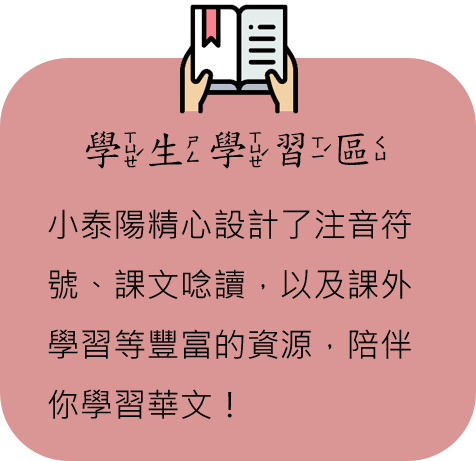 學ㄒㄩㄝˊ生ㄕㄥ學ㄒㄩㄝˊ習ㄒㄧˊ區ㄑㄩ
小泰陽精心設計了注音符
號、課文唸讀，以及課外
學習等豐富的資源，陪伴
你學習華文！